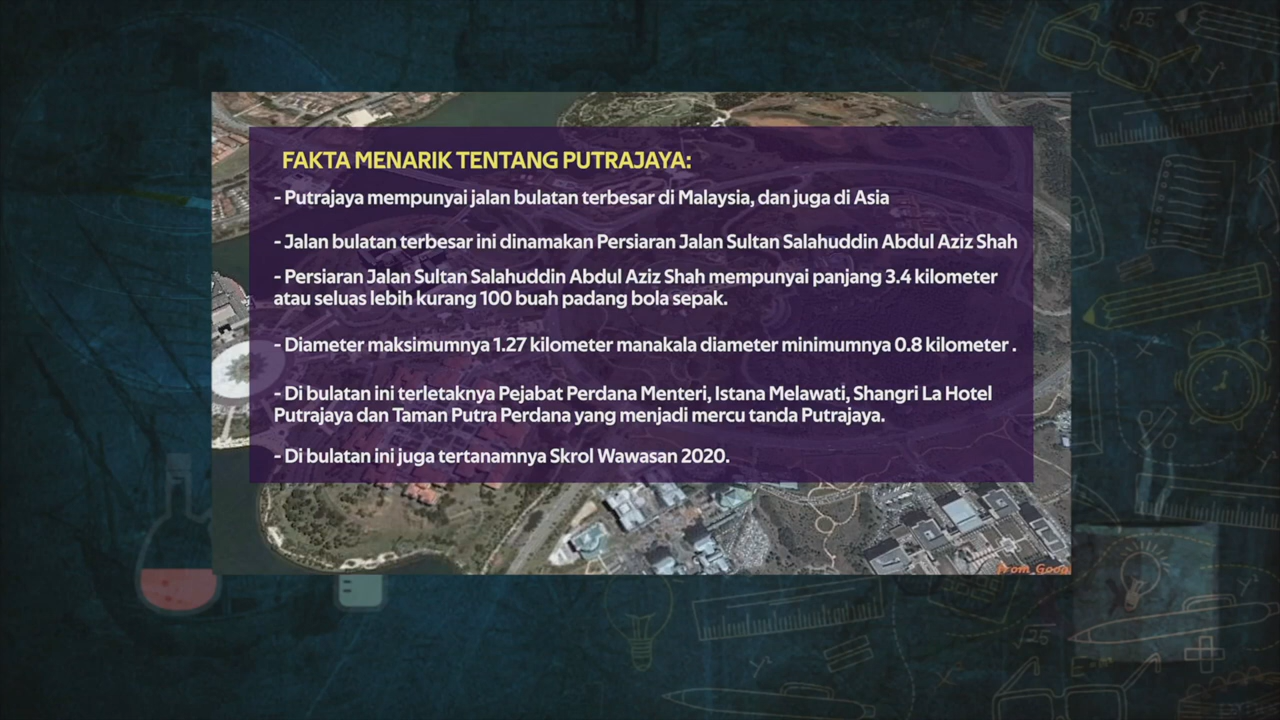 FAKTA MENARIK TENTANG PUTRAJAYA:
- Putrajaya mempunyai jalan bulatan terbesar di Malaysia, dan juga di Asia
- Jalan bulatan terbesar ini dinamakan Persiaran Jalan Sultan Salahuddin Abdul Aziz Shah
- Persiaran Jalan Sultan Salahuddin Abdul Aziz Shah mempunyai panjang 3.4 kilometer
atau seluas lebih kurang 100 buah padang bola sepak.
- Diameter maksimumnya 1.27 kilometer manakala diameter minimumnya 0.8 kilometer .
- Di bulatan ini terletaknya Pejabat Perdana Menteri, Istana Melawati, Shangri La Hotel
Putrajaya dan Taman Putra Perdana yang menjadi mercu tanda Putrajaya.
- Di bulatan ini juga tertanamnya Skrol Wawasan 2020.
From Goog
√25
√25